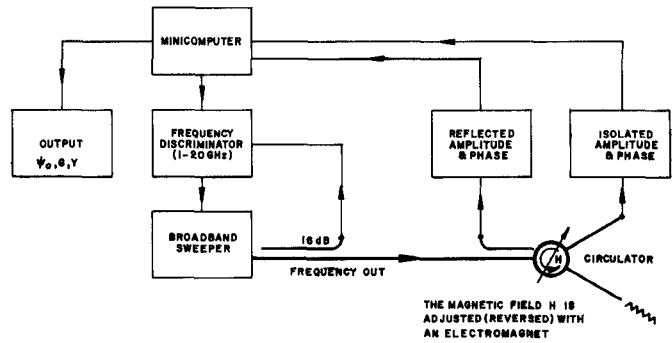 MINICOMPUTER
OUTPUT
Ψo, G, Y
FREQUENCY
DISCRIMINATOR
(1-20GHz)
REFLECTED
AMPLITUDE
& PHASE
ISOLATED
AMPLITUDE
& PHASE
BROADBAND
SWEEPER
16dB
FREQUENCY OUT
H
CIRCULATOR
THE MAGNETIC FIELD H IS
ADJUSTED (REVERSED) WITH
AN ELECTROMAGNET